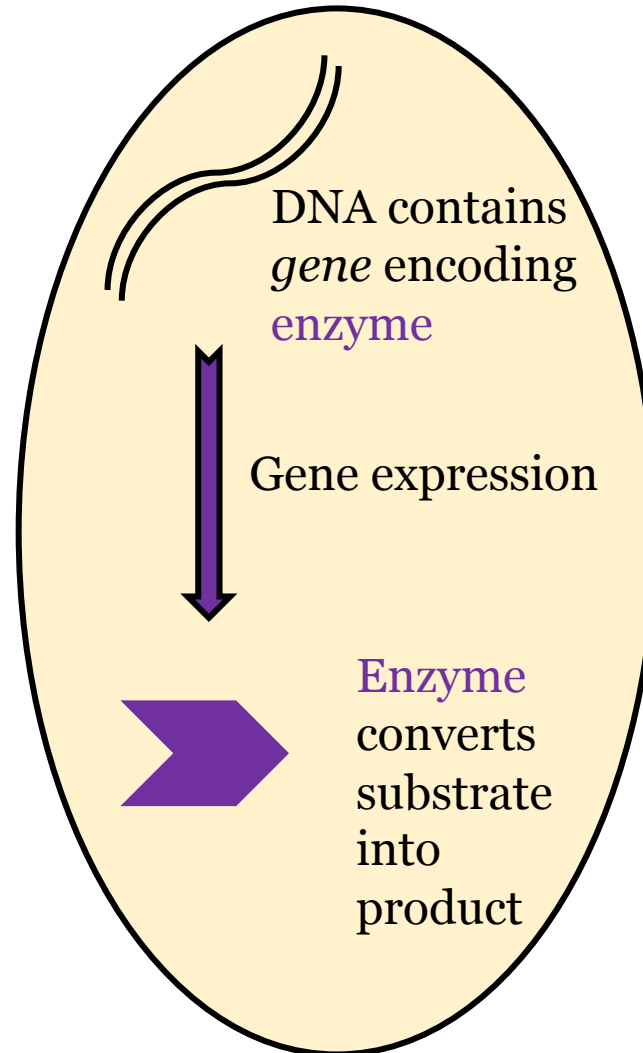 DNA contains
gene encoding
enzyme
Gene expression
Enzyme
converts
substrate
into
product